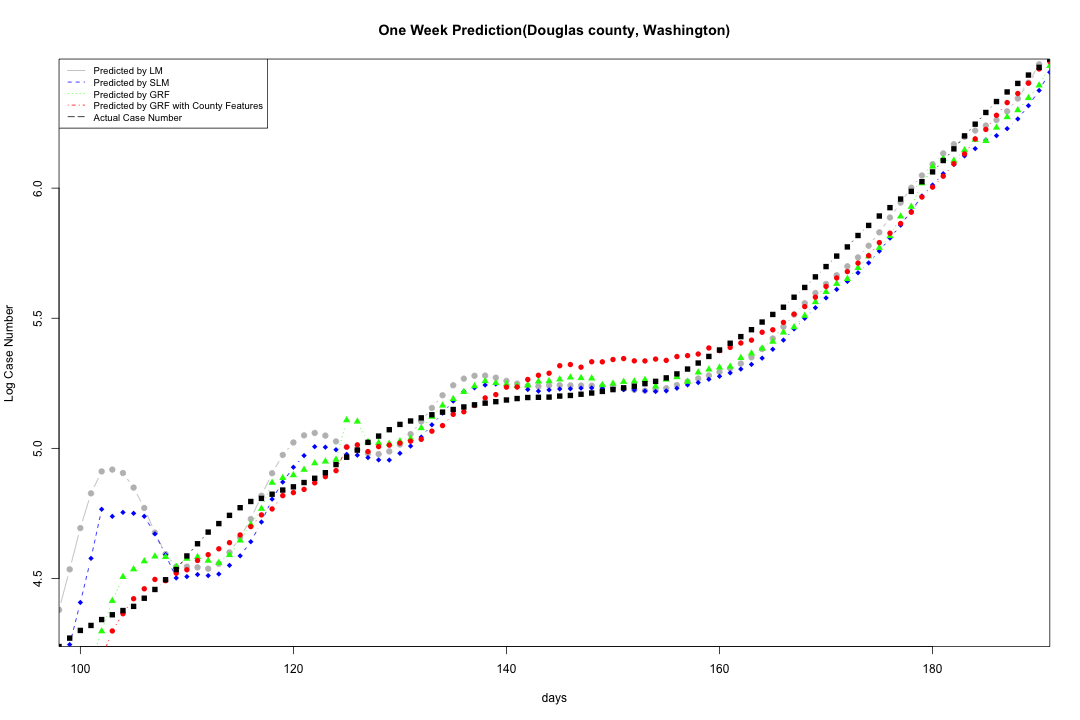 One Week Prediction(Douglas county, Washington)
Predicted by LM
Predicted by SLM
Predicted by GRF
Predicted by GRF with County Features
Actual Case Number
Log Case Number
6.0
5.5
5.0
4.5
100 120 140 160 180
days